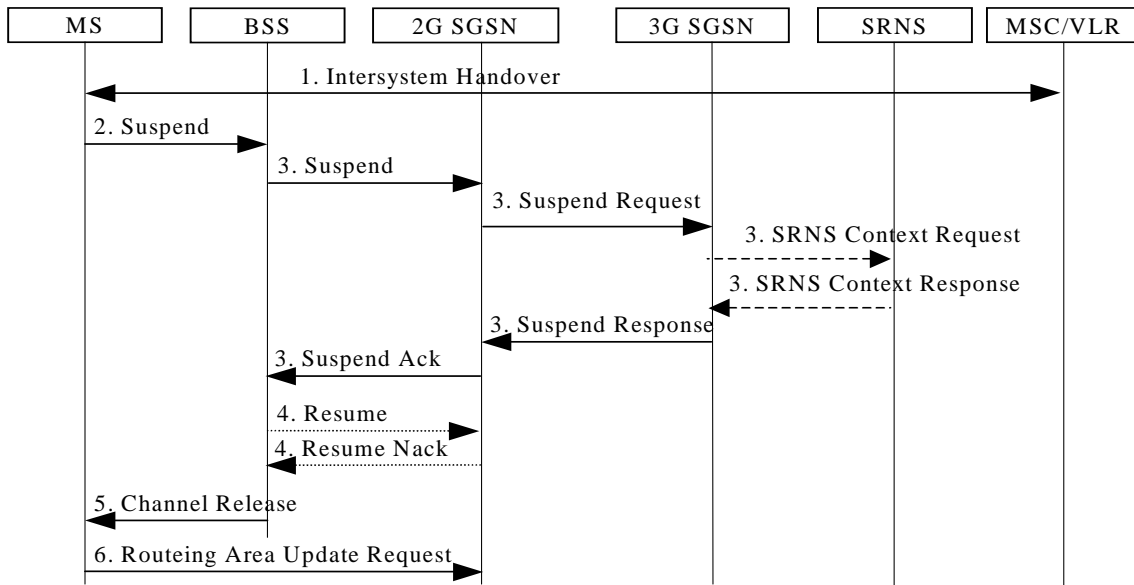 MS BSS 2G SGSN 3G SGSN SRNS MSC/VLR
1. Intersystem Handover
2. Suspend
3. Suspend
3. Suspend Request
3. SRNS Context Request
3. SRNS Context Response
3. Suspend Response
3. Suspend Ack
4. Resume
4. Resume Nack
5. Channel Release
6. Routeing Area Update Request